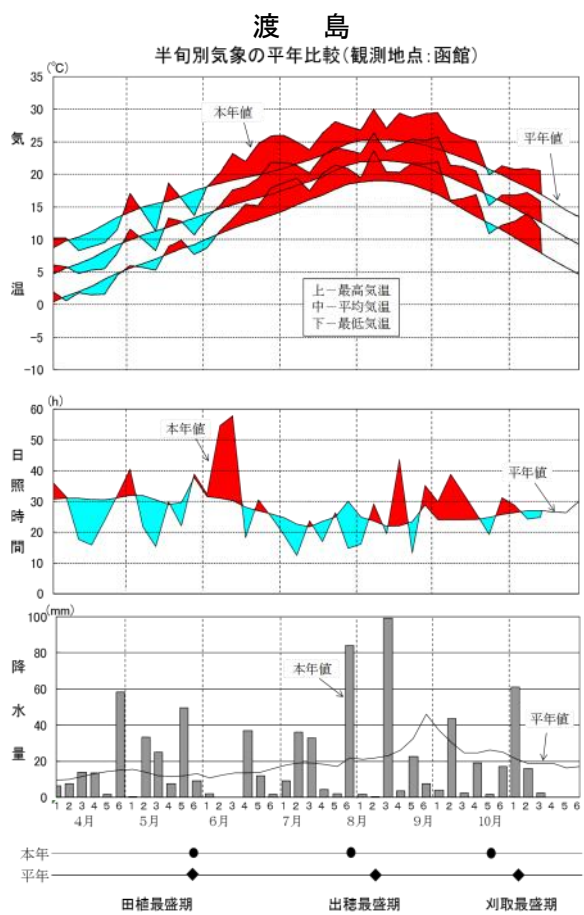 渡 島
半旬別気象の平年比較（観測地点：函館）
(℃)
35
30
25
20
15
10
5
0
−5
−10
気
温
本年値
平年値
上－最高気温
中－平均気温
下－最低気温
(h)
60
50
40
30
20
10
0
日照時間
本年値
平年値
(mm)
100
80
60
40
20
0
降水量
本年値
平年値
1 2 3 4 5 6 1 2 3 4 5 6 1 2 3 4 5 6 1 2 3 4 5 6 1 2 3 4 5 6 1 2 3 4 5 6 1 2 3 4 5 6
4月 5月 6月 7月 8月 9月 10月
本年
平年
田植最盛期 出穂最盛期 刈取最盛期